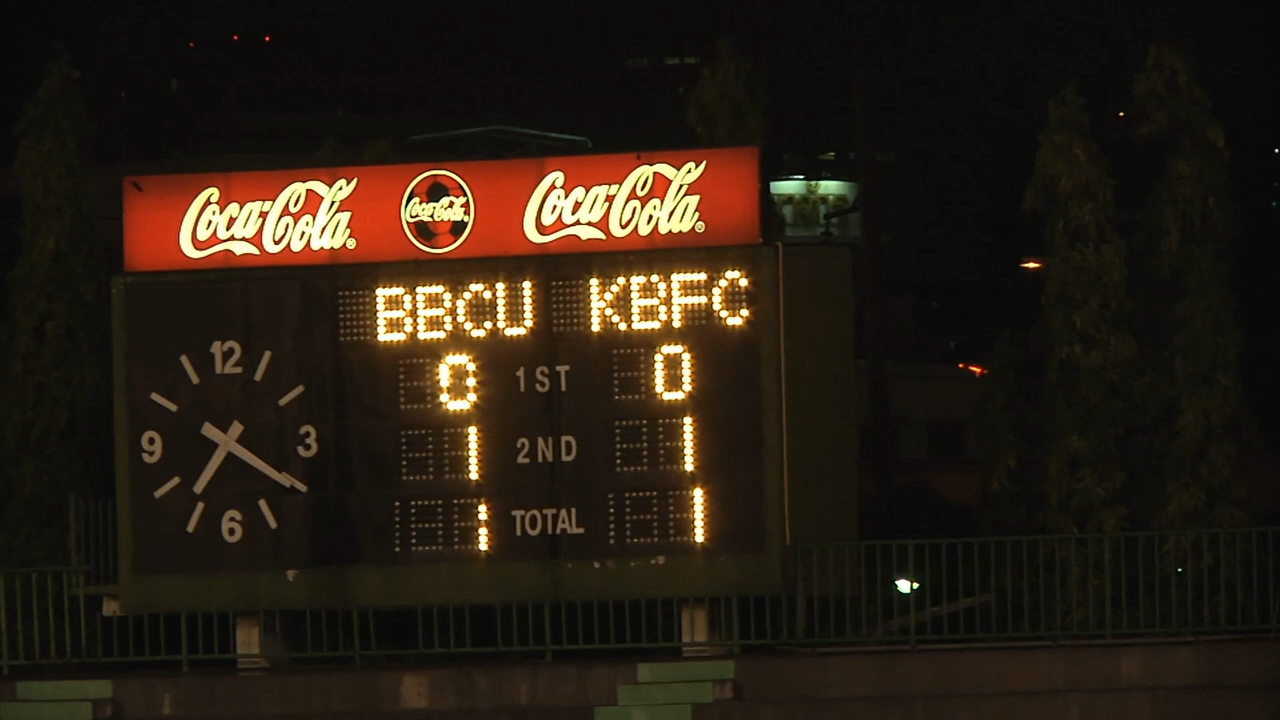 Coca-Cola® Coca-Cola® Coca-Cola®
BBCU KBFC
0 1ST 0
1 2ND 1
1 TOTAL 1
12
9 3
6